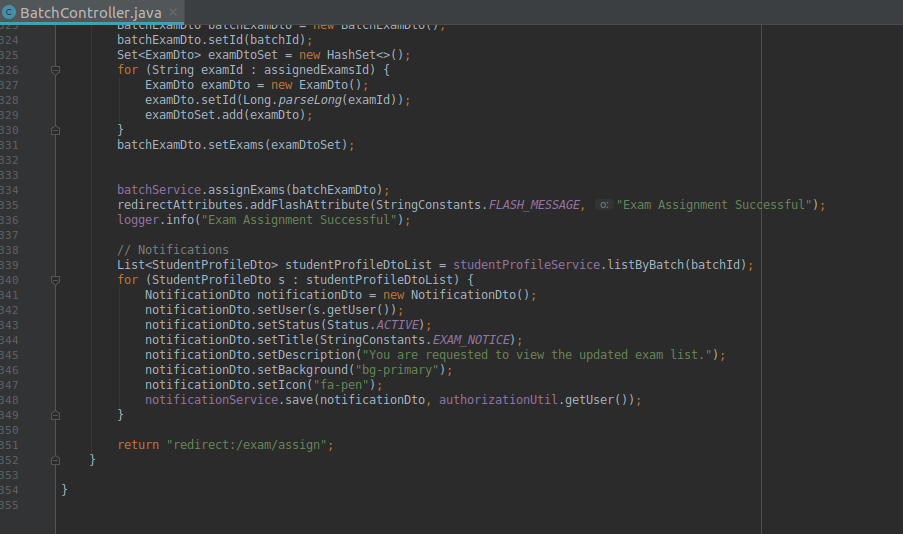 BatchController.java
323 BatchExamDto batchExamDto = new BatchExamDto();
324 batchExamDto.setId(batchId);
325 Set<ExamDto> examDtoSet = new HashSet<>();
326 for (String examId : assignedExamsId) {
327 ExamDto examDto = new ExamDto();
328 examDto.setId(Long.parseLong(examId));
329 examDtoSet.add(examDto);
330 }
331 batchExamDto.setExams(examDtoSet);
332
333
334 batchService.assignExams(batchExamDto);
335 redirectAttributes.addFlashAttribute(StringConstants.FLASH_MESSAGE, o: "Exam Assignment Successful");
336 logger.info("Exam Assignment Successful");
337
338 // Notifications
339 List<StudentProfileDto> studentProfileDtoList = studentProfileService.listByBatch(batchId);
340 for (StudentProfileDto s : studentProfileDtoList) {
341 NotificationDto notificationDto = new NotificationDto();
342 notificationDto.setUser(s.getUser());
343 notificationDto.setStatus(Status.ACTIVE);
344 notificationDto.setTitle(StringConstants.EXAM_NOTICE);
345 notificationDto.setDescription("You are requested to view the updated exam list.");
346 notificationDto.setBackground("bg-primary");
347 notificationDto.setIcon("fa-pen");
348 notificationService.save(notificationDto, authorizationUtil.getUser());
349 }
350
351 return "redirect:/exam/assign";
352 }
353
354 }
355